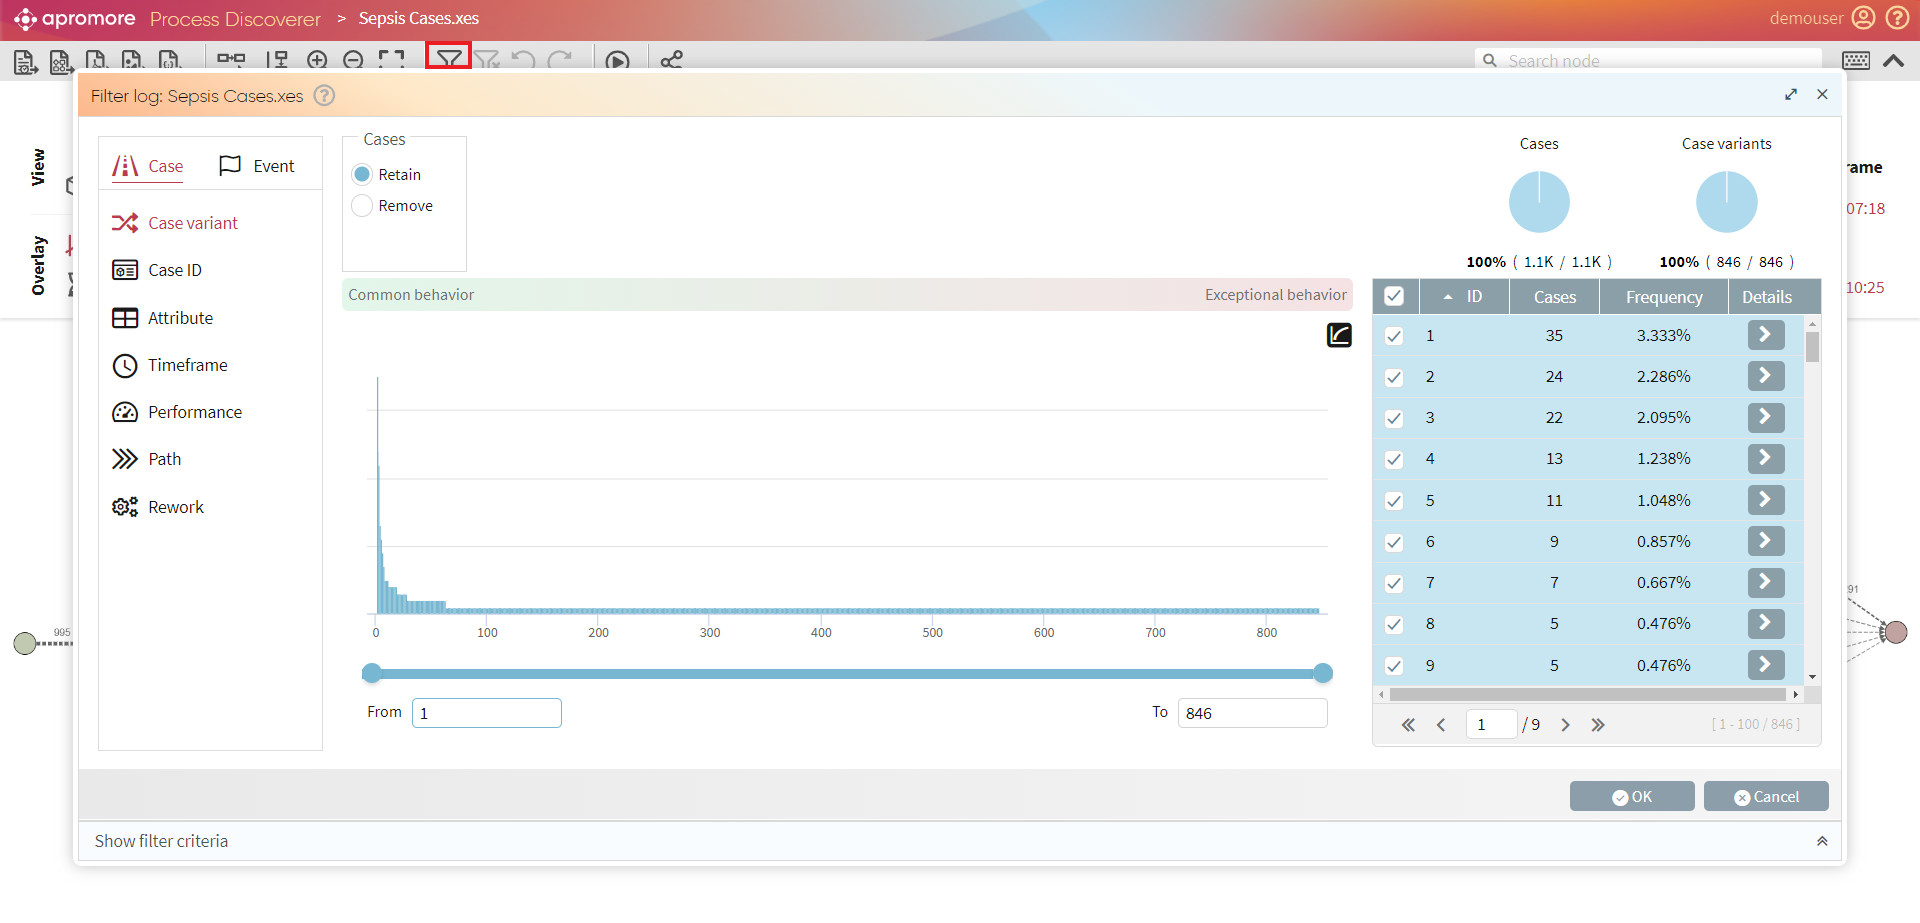 apromore Process Discoverer > Sepsis Cases.xes
demouser
Search node
Filter log: Sepsis Cases.xes
View
Overlay
Case
Event
Case variant
Case ID
Attribute
Timeframe
Performance
Path
Rework
Cases
Retain
Remove
Common behavior
Exceptional behavior
0 100 200 300 400 500 600 700 800
From 1
To 846
Cases
Case variants
100% ( 1.1K / 1.1K )
100% ( 846 / 846 )
ID Cases Frequency Details
1 35 3.333%
2 24 2.286%
3 22 2.095%
4 13 1.238%
5 11 1.048%
6 9 0.857%
7 7 0.667%
8 5 0.476%
9 5 0.476%
1 / 9
[ 1 - 100 / 846 ]
rame
07:18
10:25
995
91
OK
Cancel
Show filter criteria